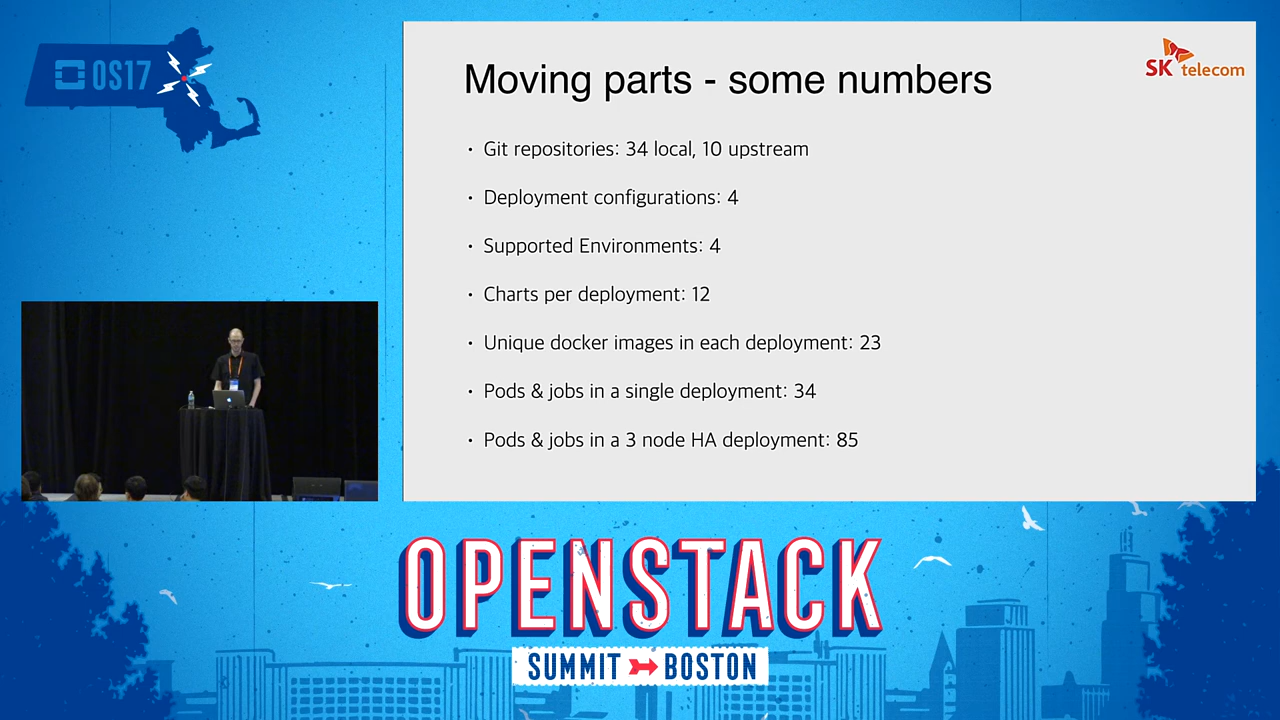 OS17
Moving parts - some numbers
SK telecom
• Git repositories: 34 local, 10 upstream
• Deployment configurations: 4
• Supported Environments: 4
• Charts per deployment: 12
• Unique docker images in each deployment: 23
• Pods & jobs in a single deployment: 34
• Pods & jobs in a 3 node HA deployment: 85
OPENSTACK
SUMMIT BOSTON